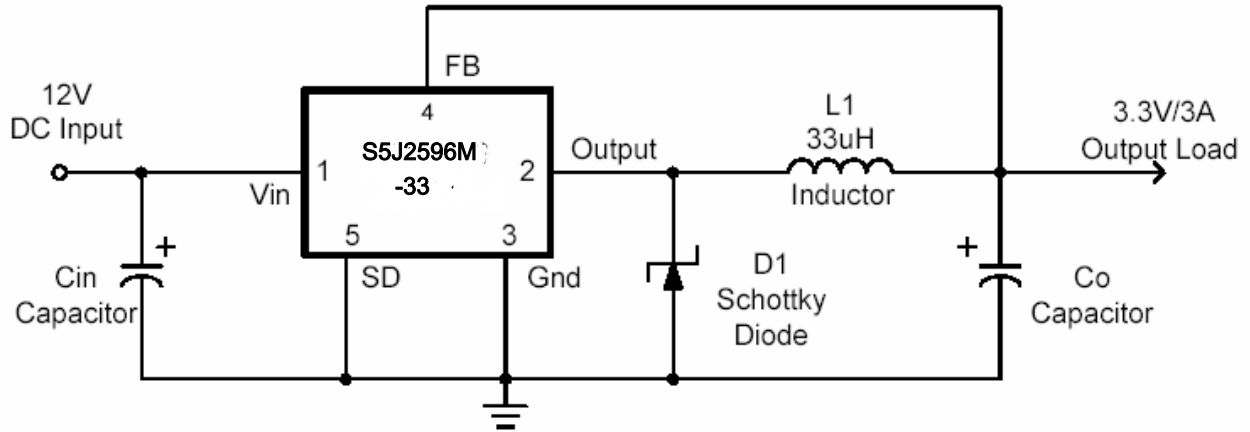 FB
12V
DC Input
4
L1
33uH
Inductor
3.3V/3A
Output Load
S5J2596M
-33
1
2
Output
Vin
5
3
SD
Gnd
+
Cin
Capacitor
D1
Schottky
Diode
+
Co
Capacitor